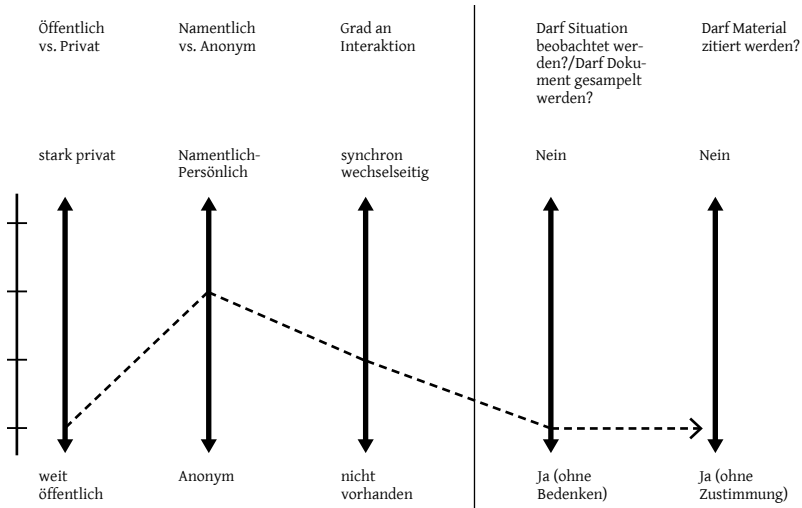 Öffentlich
vs. Privat
Namentlich
vs. Anonym
Grad an
Interaktion
Darf Situation
beobachtet wer-
den?/Darf Doku-
ment gesampelt
werden?
Darf Material
zitiert werden?
stark privat
Namentlich-
Persönlich
synchron
wechselseitig
Nein
Nein
weit
öffentlich
Anonym
nicht
vorhanden
Ja (ohne
Bedenken)
Ja (ohne
Zustimmung)